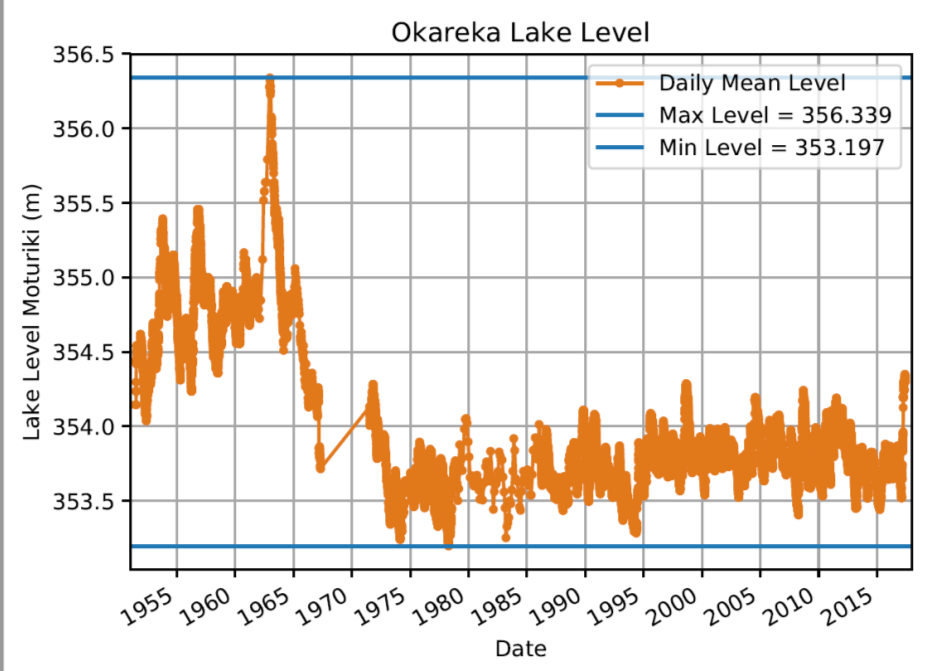 Okareka Lake Level
356.5
356.0
355.5
355.0
354.5
354.0
353.5
Lake Level Moturiki (m)
Daily Mean Level
Max Level = 356.339
Min Level = 353.197
1955 1960 1965 1970 1975 1980 1985 1990 1995 2000 2005 2010 2015
Date